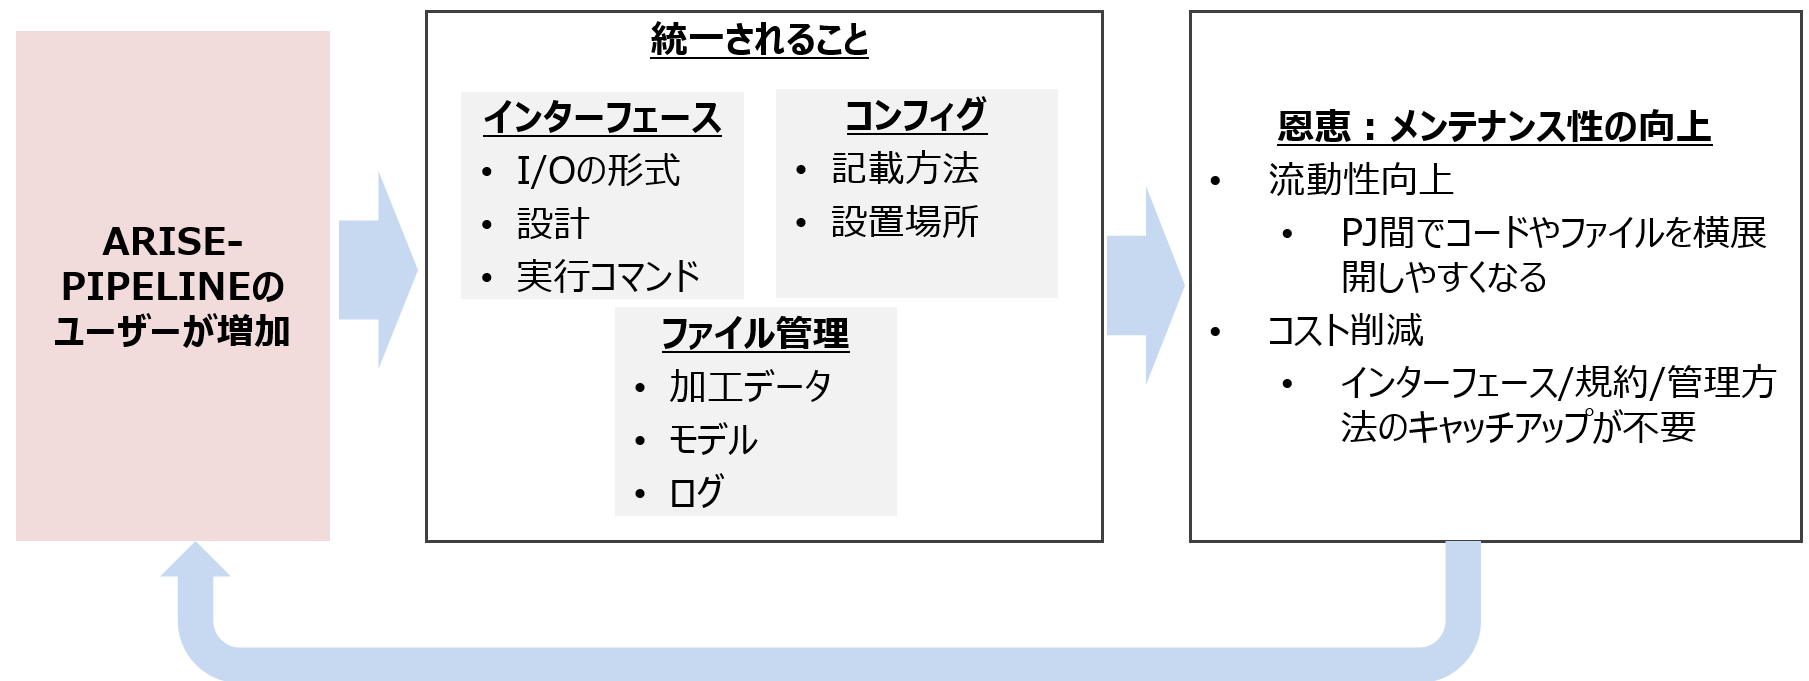 ARISE-
PIPELINEの
ユーザーが増加
統一されること
インターフェース
• I/Oの形式
• 設計
• 実行コマンド
コンフィグ
• 記載方法
• 設置場所
ファイル管理
• 加工データ
• モデル
• ログ
恩恵：メンテナンス性の向上
• 流動性向上
• PJ間でコードやファイルを横展
開しやすくなる
• コスト削減
• インターフェース/規約/管理方
法のキャッチアップが不要